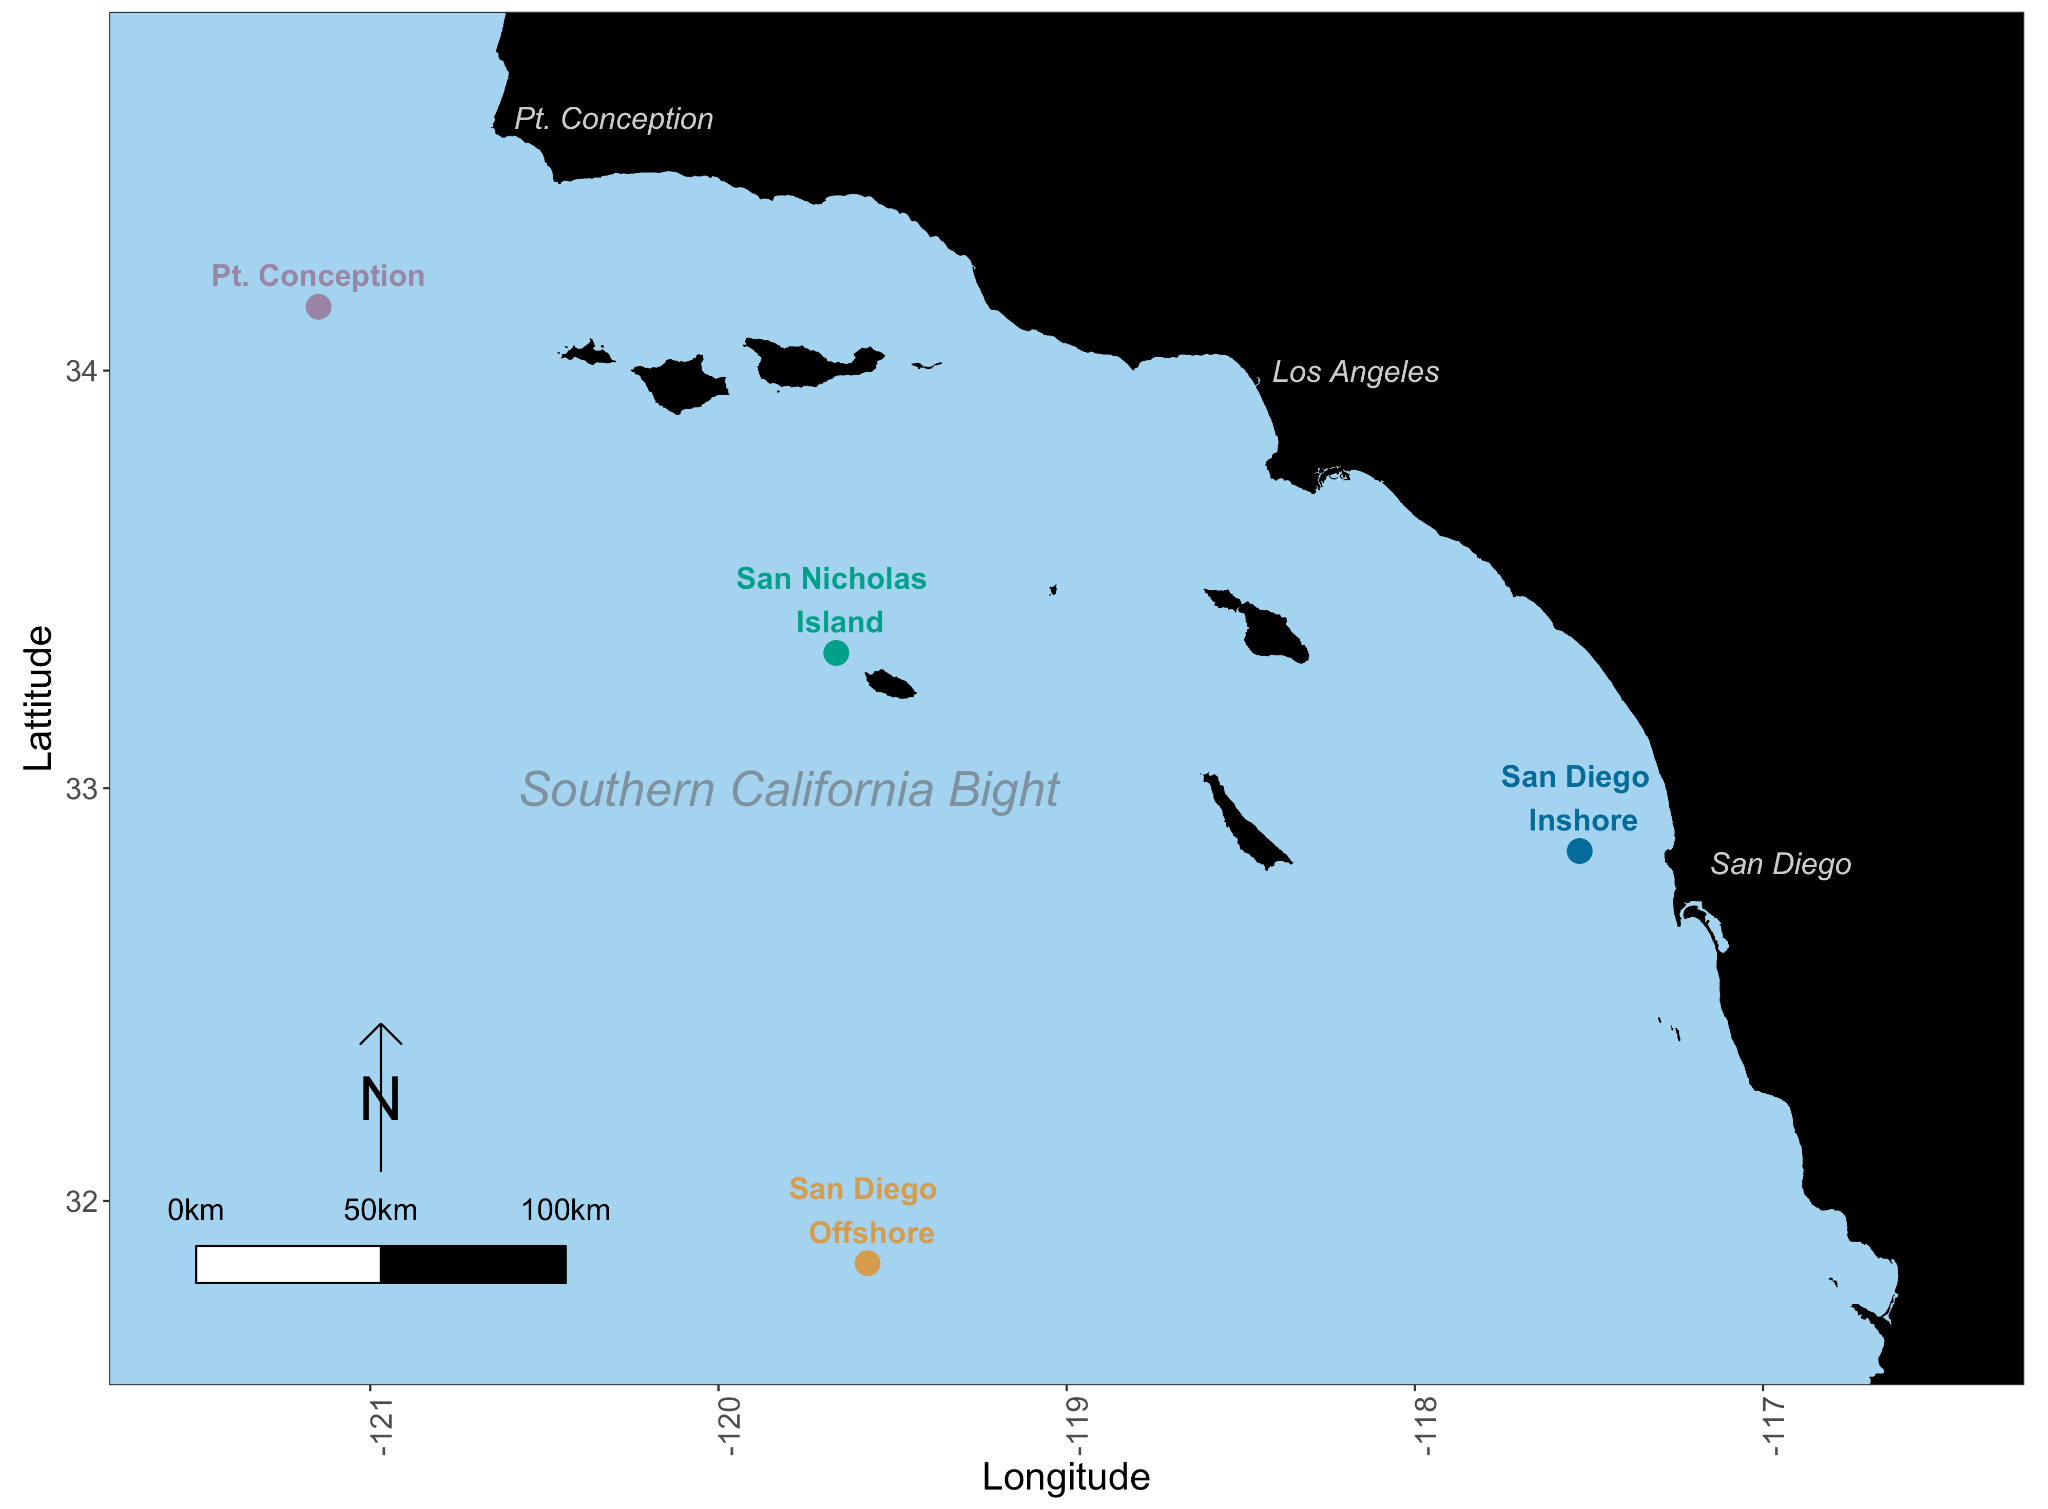 Pt. Conception
Pt. Conception
34
Los Angeles
San Nicholas
Island
Lattitude
33
Southern California Bight
San Diego
Inshore
San Diego
N
32
0km
50km
100km
San Diego
Offshore
-121
-120
-119
-118
-117
Longitude